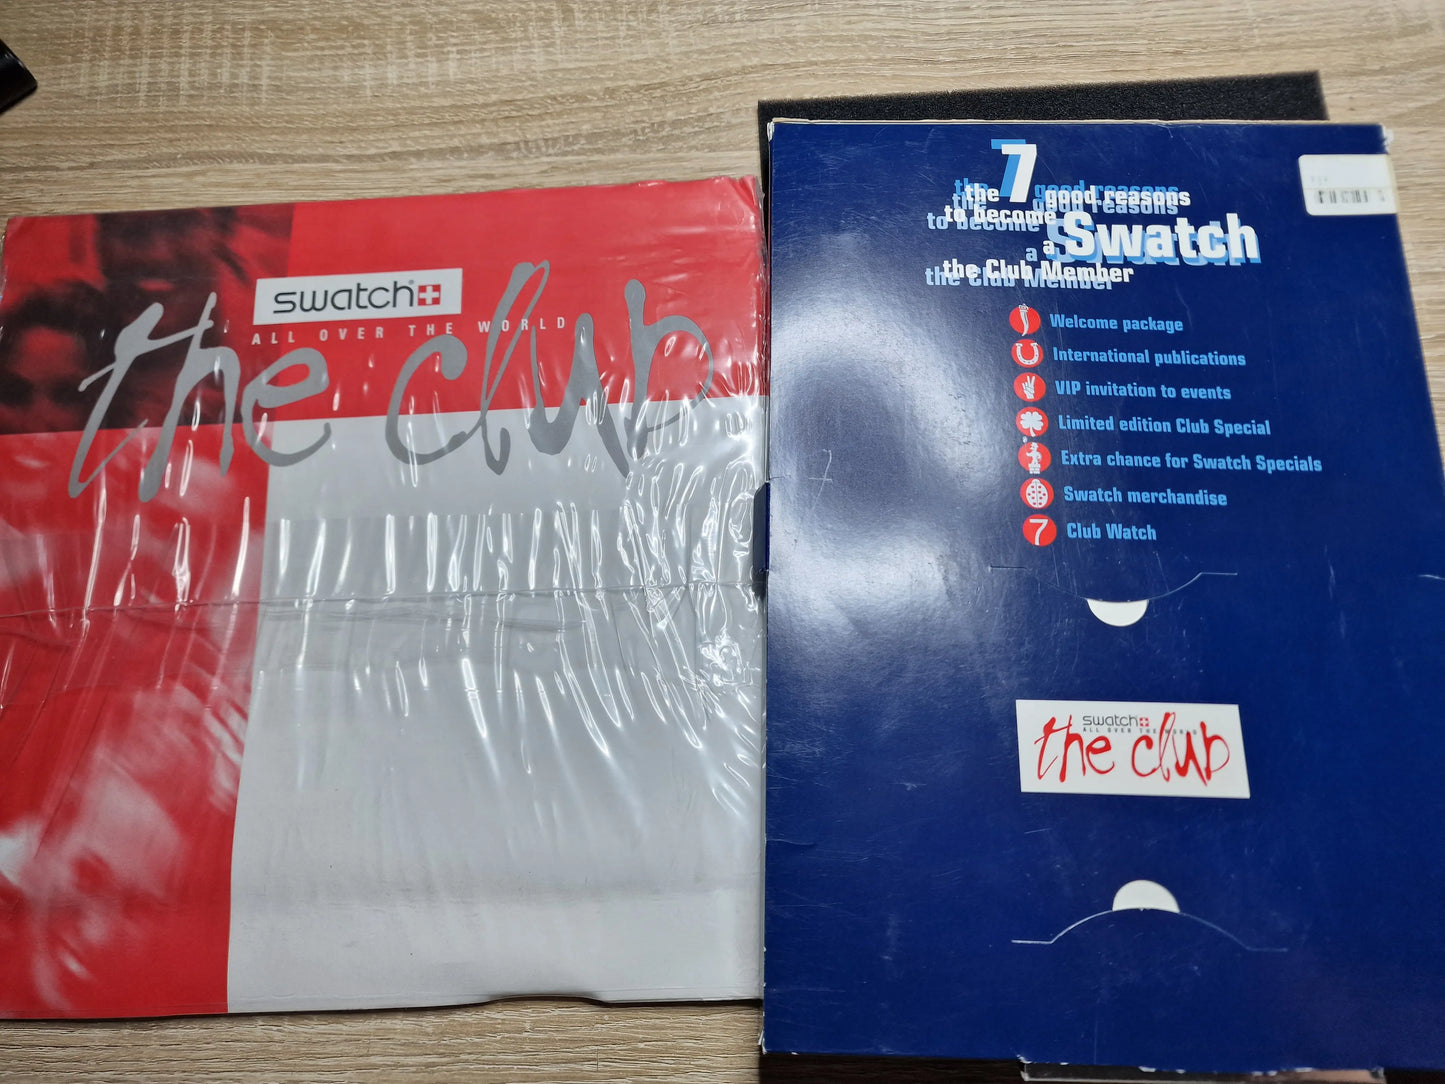 swatch
ALL OVER THE WORLD
the club
the 7 good reasons
to become
a Swatch
the Club Member
Welcome package
International publications
VIP invitation to events
Limited edition Club Special
Extra chance for Swatch Specials
Swatch merchandise
7 Club Watch
swatch
ALL OVER THE WORLD
the club